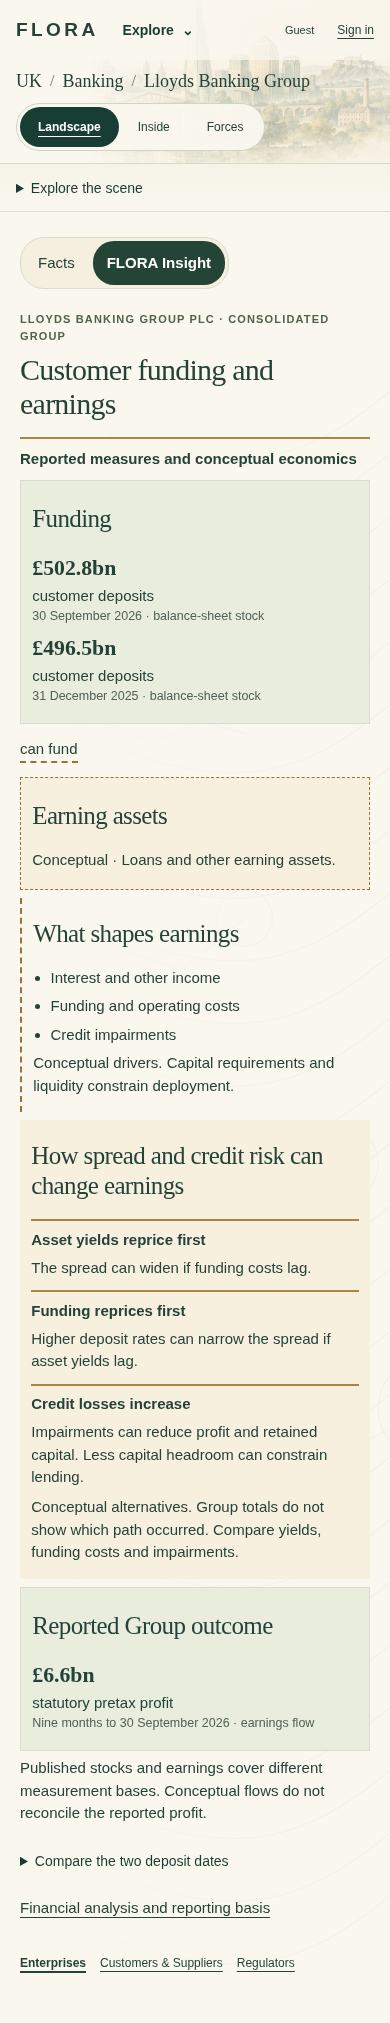 FLORA Explore Guest Sign in
UK / Banking / Lloyds Banking Group
Landscape Inside Forces
Explore the scene
Facts FLORA Insight
LLOYDS BANKING GROUP PLC · CONSOLIDATED
GROUP
Customer funding and
earnings
Reported measures and conceptual economics
Funding
£502.8bn
customer deposits
30 September 2026 · balance-sheet stock
£496.5bn
customer deposits
31 December 2025 · balance-sheet stock
can fund
Earning assets
Conceptual · Loans and other earning assets.
What shapes earnings
• Interest and other income
• Funding and operating costs
• Credit impairments
Conceptual drivers. Capital requirements and
liquidity constrain deployment.
How spread and credit risk can
change earnings
Asset yields reprice first
The spread can widen if funding costs lag.
Funding reprices first
Higher deposit rates can narrow the spread if
asset yields lag.
Credit losses increase
Impairments can reduce profit and retained
capital. Less capital headroom can constrain
lending.
Conceptual alternatives. Group totals do not
show which path occurred. Compare yields,
funding costs and impairments.
Reported Group outcome
£6.6bn
statutory pretax profit
Nine months to 30 September 2026 · earnings flow
Published stocks and earnings cover different
measurement bases. Conceptual flows do not
reconcile the reported profit.
Compare the two deposit dates
Financial analysis and reporting basis
Enterprises Customers & Suppliers Regulators